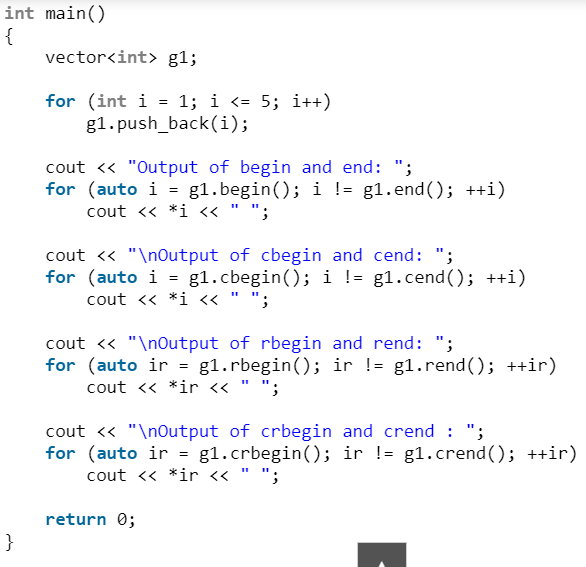 int main()
{
    vector<int> g1;

    for (int i = 1; i <= 5; i++)
        g1.push_back(i);

    cout << "Output of begin and end: ";
    for (auto i = g1.begin(); i != g1.end(); ++i)
        cout << *i << " ";

    cout << "\nOutput of cbegin and cend: ";
    for (auto i = g1.cbegin(); i != g1.cend(); ++i)
        cout << *i << " ";

    cout << "\nOutput of rbegin and rend: ";
    for (auto ir = g1.rbegin(); ir != g1.rend(); ++ir)
        cout << *ir << " ";

    cout << "\nOutput of crbegin and crend : ";
    for (auto ir = g1.crbegin(); ir != g1.crend(); ++ir)
        cout << *ir << " ";

    return 0;
}